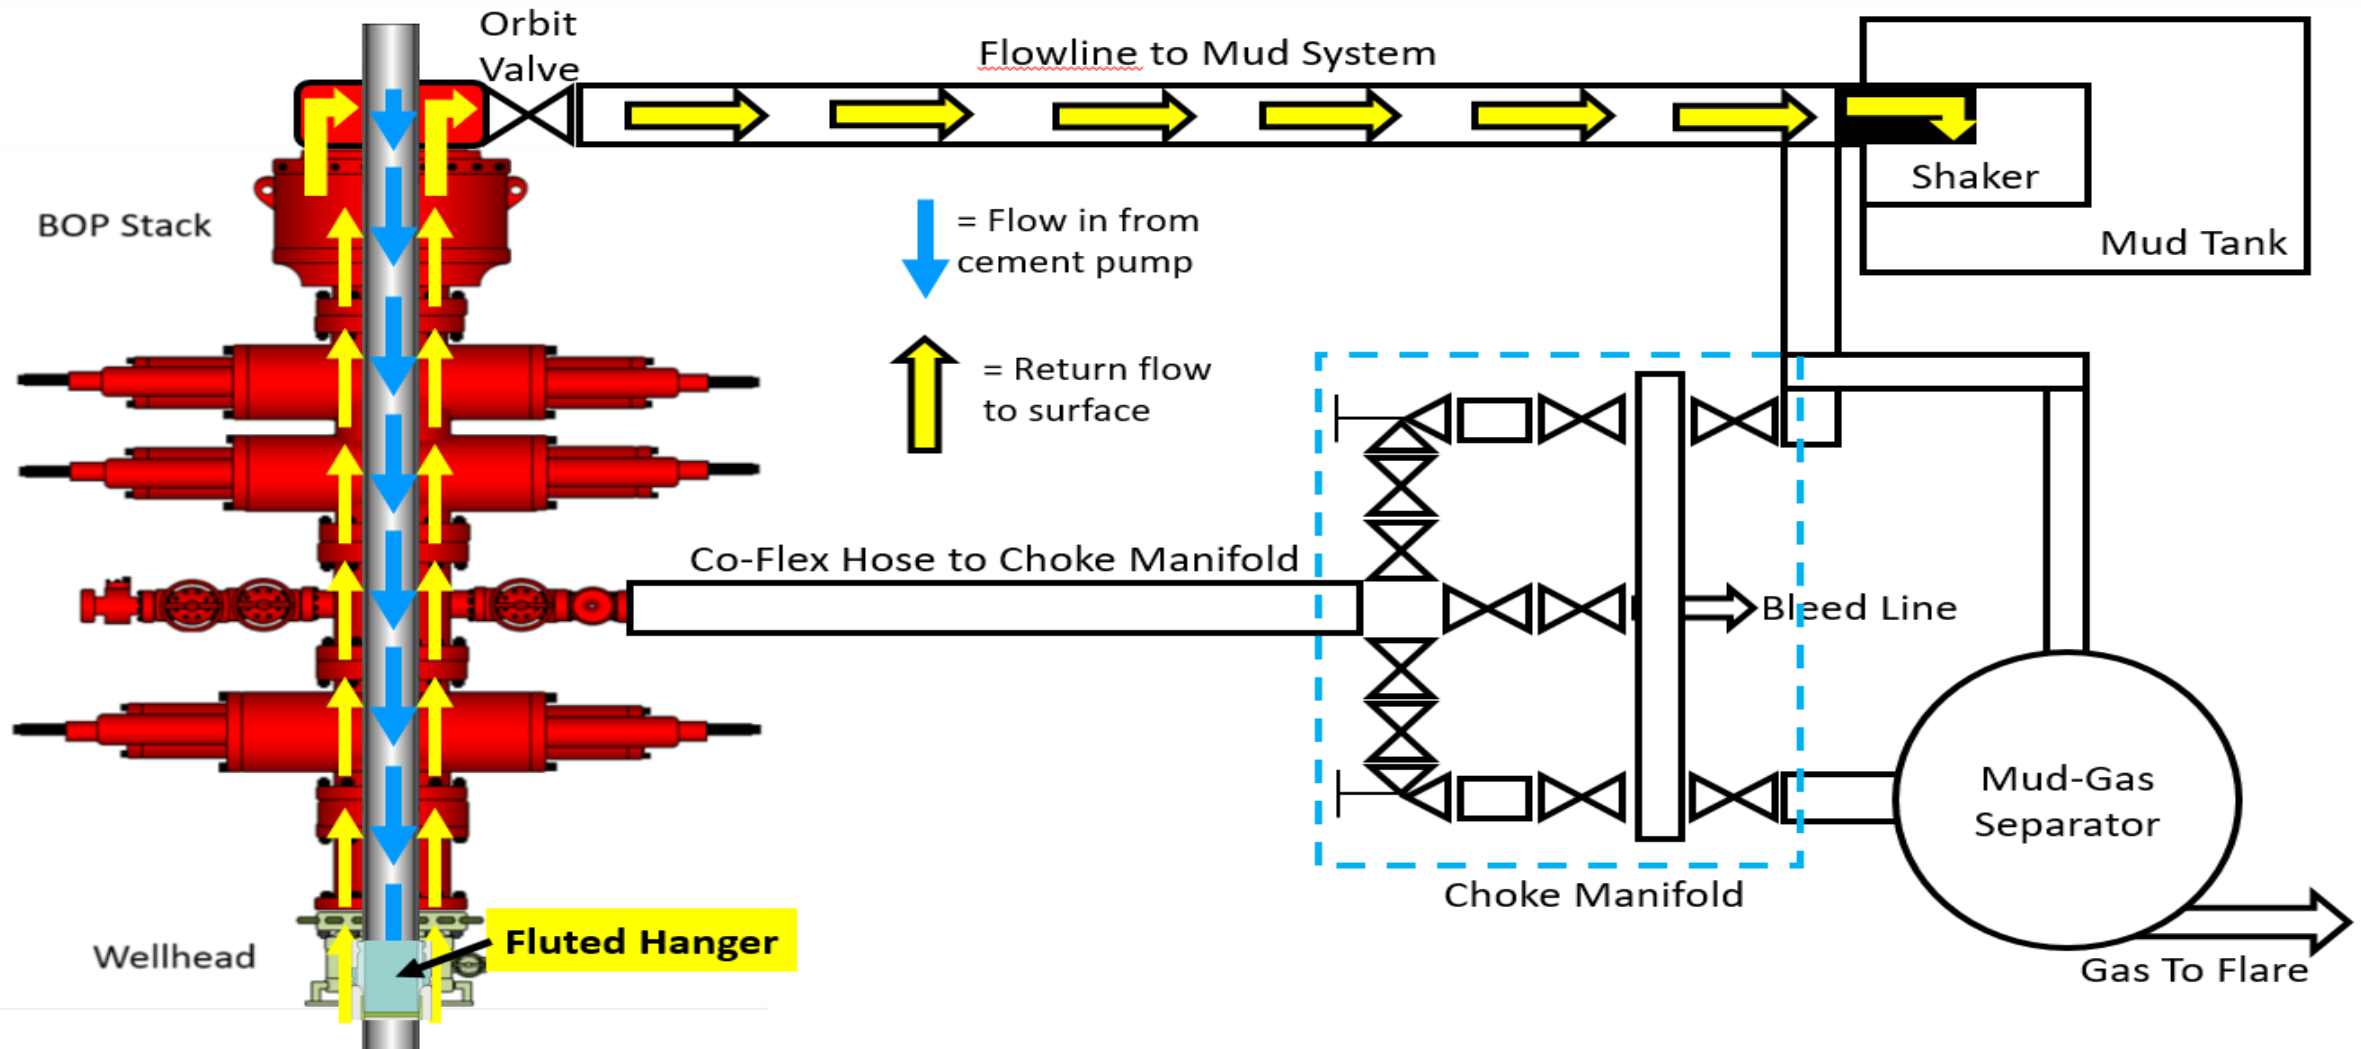 Orbit
Valve
Flowline to Mud System
Shaker
Mud Tank
BOP Stack
= Flow in from
cement pump
= Return flow
to surface
Co-Flex Hose to Choke Manifold
Bleed Line
Mud-Gas
Separator
Choke Manifold
Fluted Hanger
Wellhead
Gas To Flare